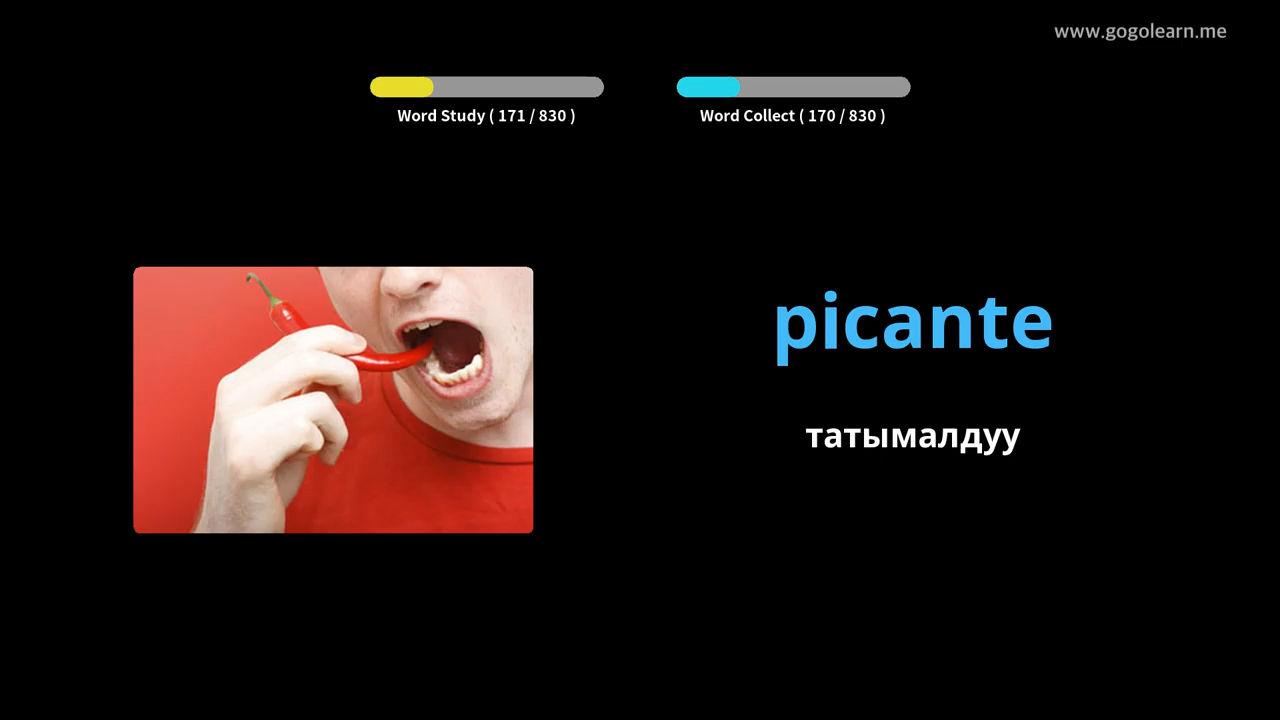 www.gogolearn.me
Word Study ( 171 / 830 )
Word Collect ( 170 / 830 )
picante
татымалдуу